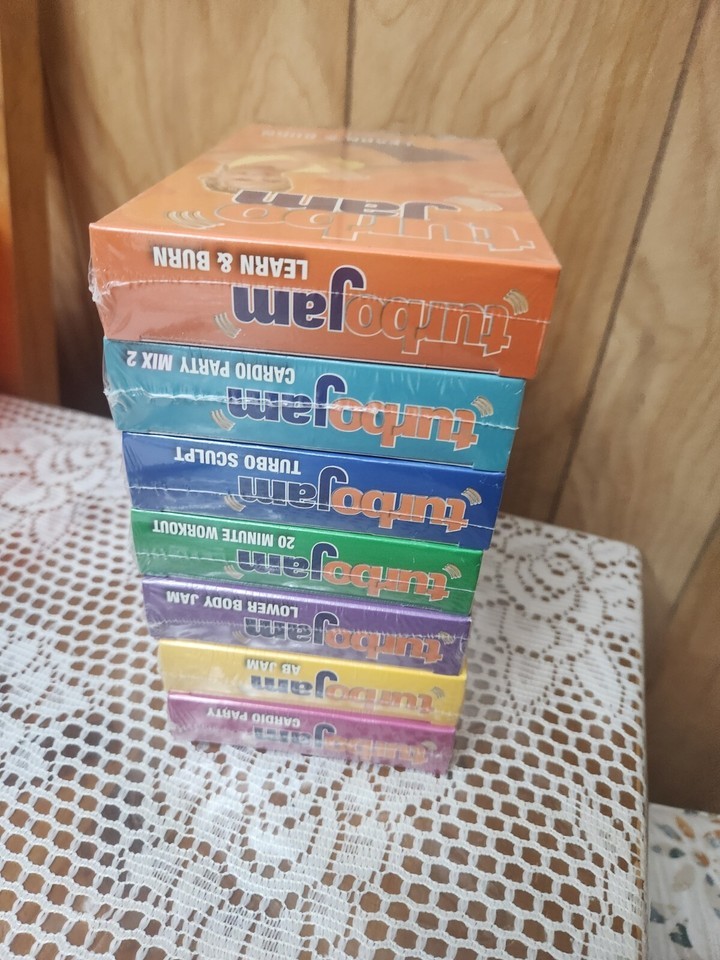 LEARN & BURN
turbo
Jam
turbojam
LEARN & BURN
turbojam
CARDIO PARTY MIX 2
turbojam
TURBO SCULPT
turbojam
20 MINUTE WORKOUT
turbojam
LOWER BODY JAM
turbojam
AB JAM
turbojam
CARDIO PARTY